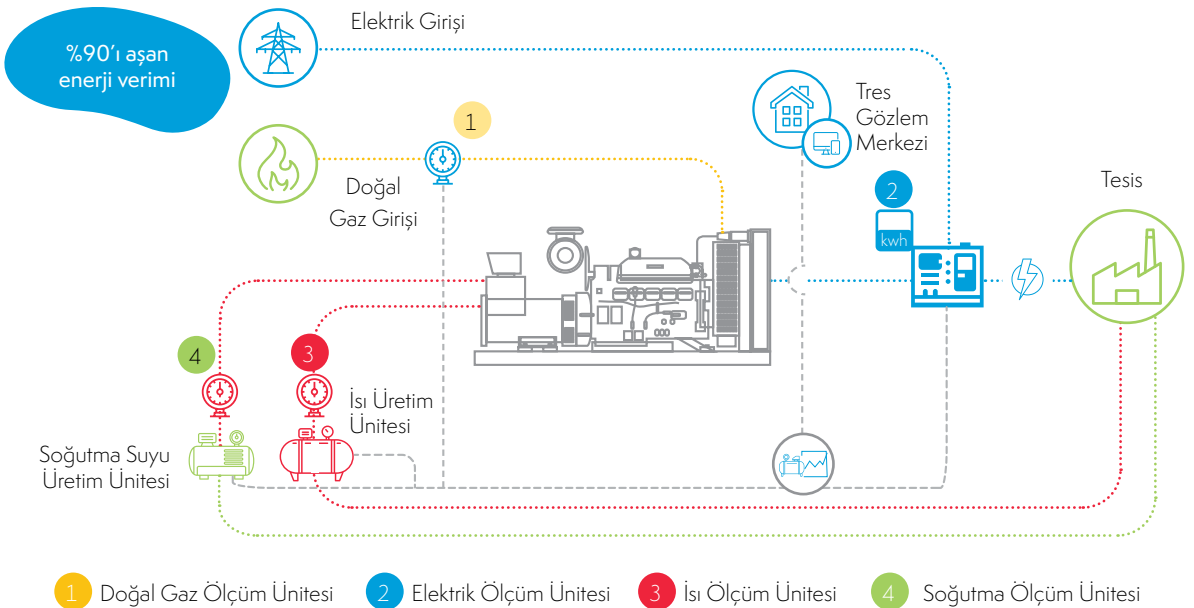 %90'ı aşan
enerji verimi
Elektrik Girişi
1
Doğal
Gaz Girişi
Tres
Gözlem
Merkezi
2
kwh
Tesis
4
3
Isı Üretim
Ünitesi
Soğutma Suyu
Üretim Ünitesi
1 Doğal Gaz Ölçüm Ünitesi 2 Elektrik Ölçüm Ünitesi 3 Isı Ölçüm Ünitesi 4 Soğutma Ölçüm Ünitesi